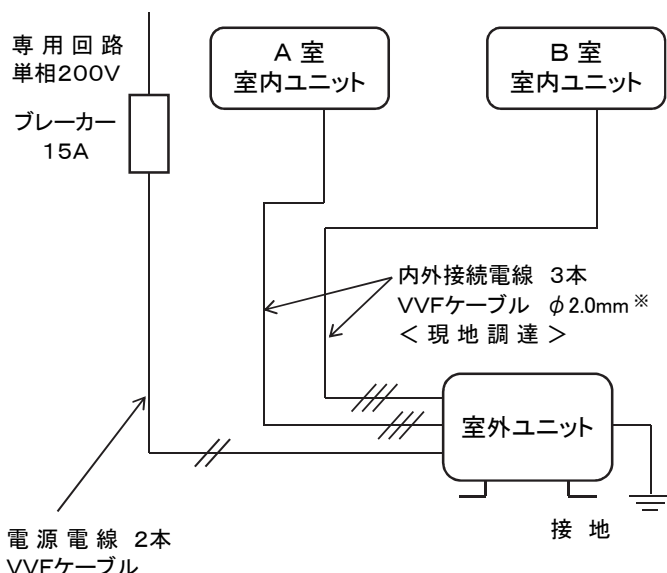 専用回路
単相200V
ブレーカー
15A
A 室
室内ユニット
B 室
室内ユニット
内外接続電線 3本
VVFケーブル φ2.0mm※
<現地調達>
室外ユニット
接 地
電源電線 2本
VVFケーブル